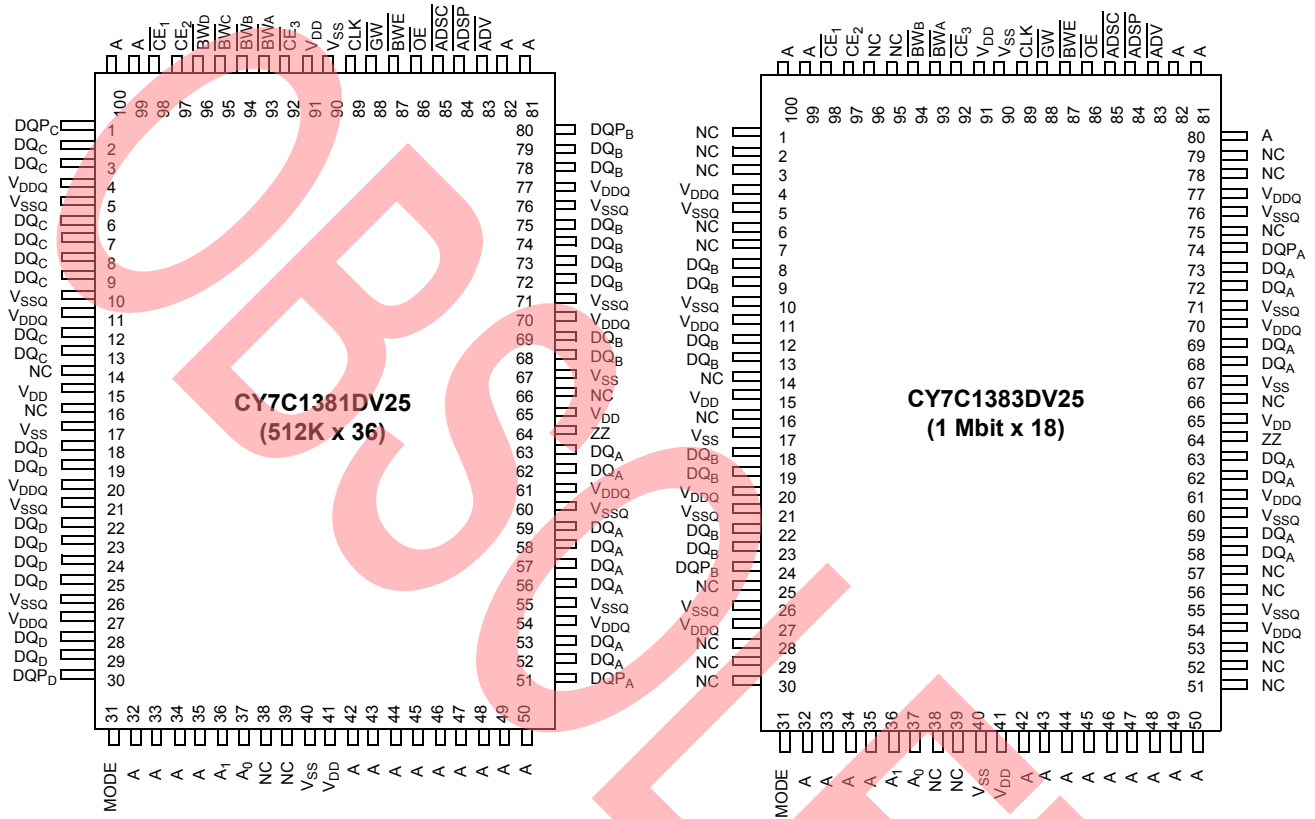 A A CE1 CE2 BWD BWC BWB BWA CE3 VDD VSS CLK GW BWE OE ADSC ADSP ADV A A
100 99 98 97 96 95 94 93 92 91 90 89 88 87 86 85 84 83 82 81
DQPC 1 80 DQPB
DQC 2 79 DQB
DQC 3 78 DQB
VDDQ 4 77 VDDQ
VSSQ 5 76 VSSQ
DQC 6 75 DQB
DQC 7 74 DQB
DQC 8 73 DQB
DQC 9 72 DQB
VSSQ 10 71 VSSQ
VDDQ 11 70 VDDQ
DQC 12 69 DQB
DQC 13 68 DQB
NC 14 67 VSS
VDD 15 66 NC
NC 16 65 VDD
VSS 17 64 ZZ
DQD 18 63 DQA
DQD 19 62 DQA
VDDQ 20 61 VDDQ
VSSQ 21 60 VSSQ
DQD 22 59 DQA
DQD 23 58 DQA
DQD 24 57 DQA
DQD 25 56 DQA
VSSQ 26 55 VSSQ
VDDQ 27 54 VDDQ
DQD 28 53 DQA
DQD 29 52 DQA
DQPD 30 51 DQPA
CY7C1381DV25
(512K x 36)
31 32 33 34 35 36 37 38 39 40 41 42 43 44 45 46 47 48 49 50
MODE A A A A A1 A0 NC NC VSS VDD A A A A A A A A A
A A CE1 CE2 NC NC BWB BWA CE3 VDD VSS CLK GW BWE OE ADSC ADSP ADV A A
100 99 98 97 96 95 94 93 92 91 90 89 88 87 86 85 84 83 82 81
NC 1 80 A
NC 2 79 NC
NC 3 78 NC
VDDQ 4 77 VDDQ
VSSQ 5 76 VSSQ
NC 6 75 NC
NC 7 74 DQPA
DQB 8 73 DQA
DQB 9 72 DQA
VSSQ 10 71 VSSQ
VDDQ 11 70 VDDQ
DQB 12 69 DQA
DQB 13 68 DQA
NC 14 67 VSS
VDD 15 66 NC
NC 16 65 VDD
VSS 17 64 ZZ
DQB 18 63 DQA
DQB 19 62 DQA
VDDQ 20 61 VDDQ
VSSQ 21 60 VSSQ
DQB 22 59 DQA
DQB 23 58 DQA
DQPB 24 57 NC
NC 25 56 NC
VSSQ 26 55 VSSQ
VDDQ 27 54 VDDQ
NC 28 53 NC
NC 29 52 NC
NC 30 51 NC
CY7C1383DV25
(1 Mbit x 18)
31 32 33 34 35 36 37 38 39 40 41 42 43 44 45 46 47 48 49 50
MODE A A A A A1 A0 NC NC VSS VDD A A A A A A A A A
OBSOLE